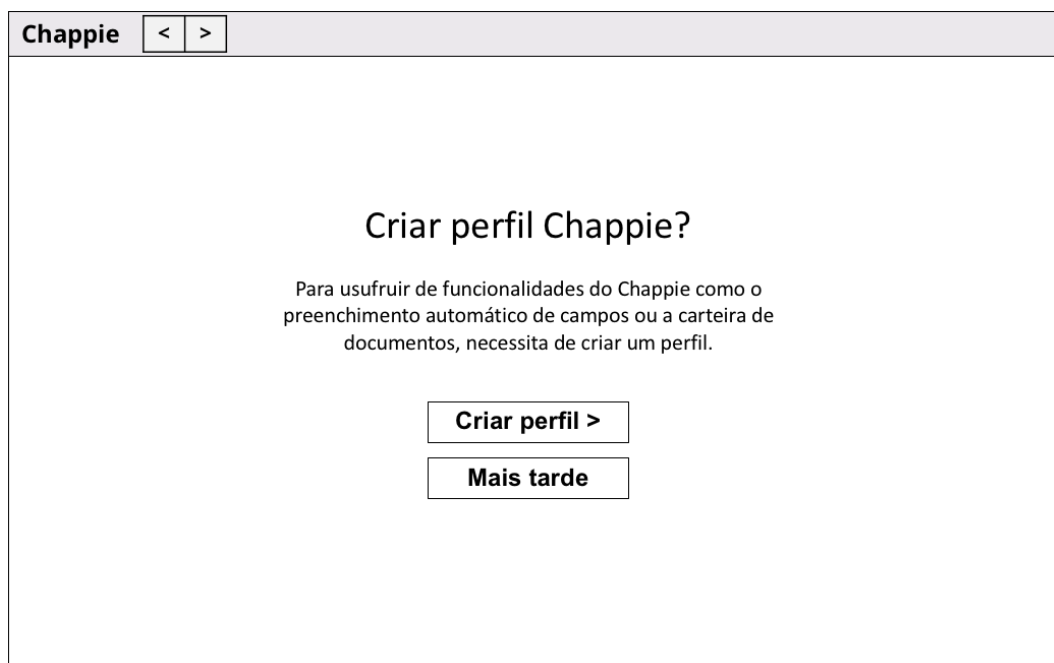 Chappie < >
Criar perfil Chappie?
Para usufruir de funcionalidades do Chappie como o
preenchimento automático de campos ou a carteira de
documentos, necessita de criar um perfil.
Criar perfil >
Mais tarde